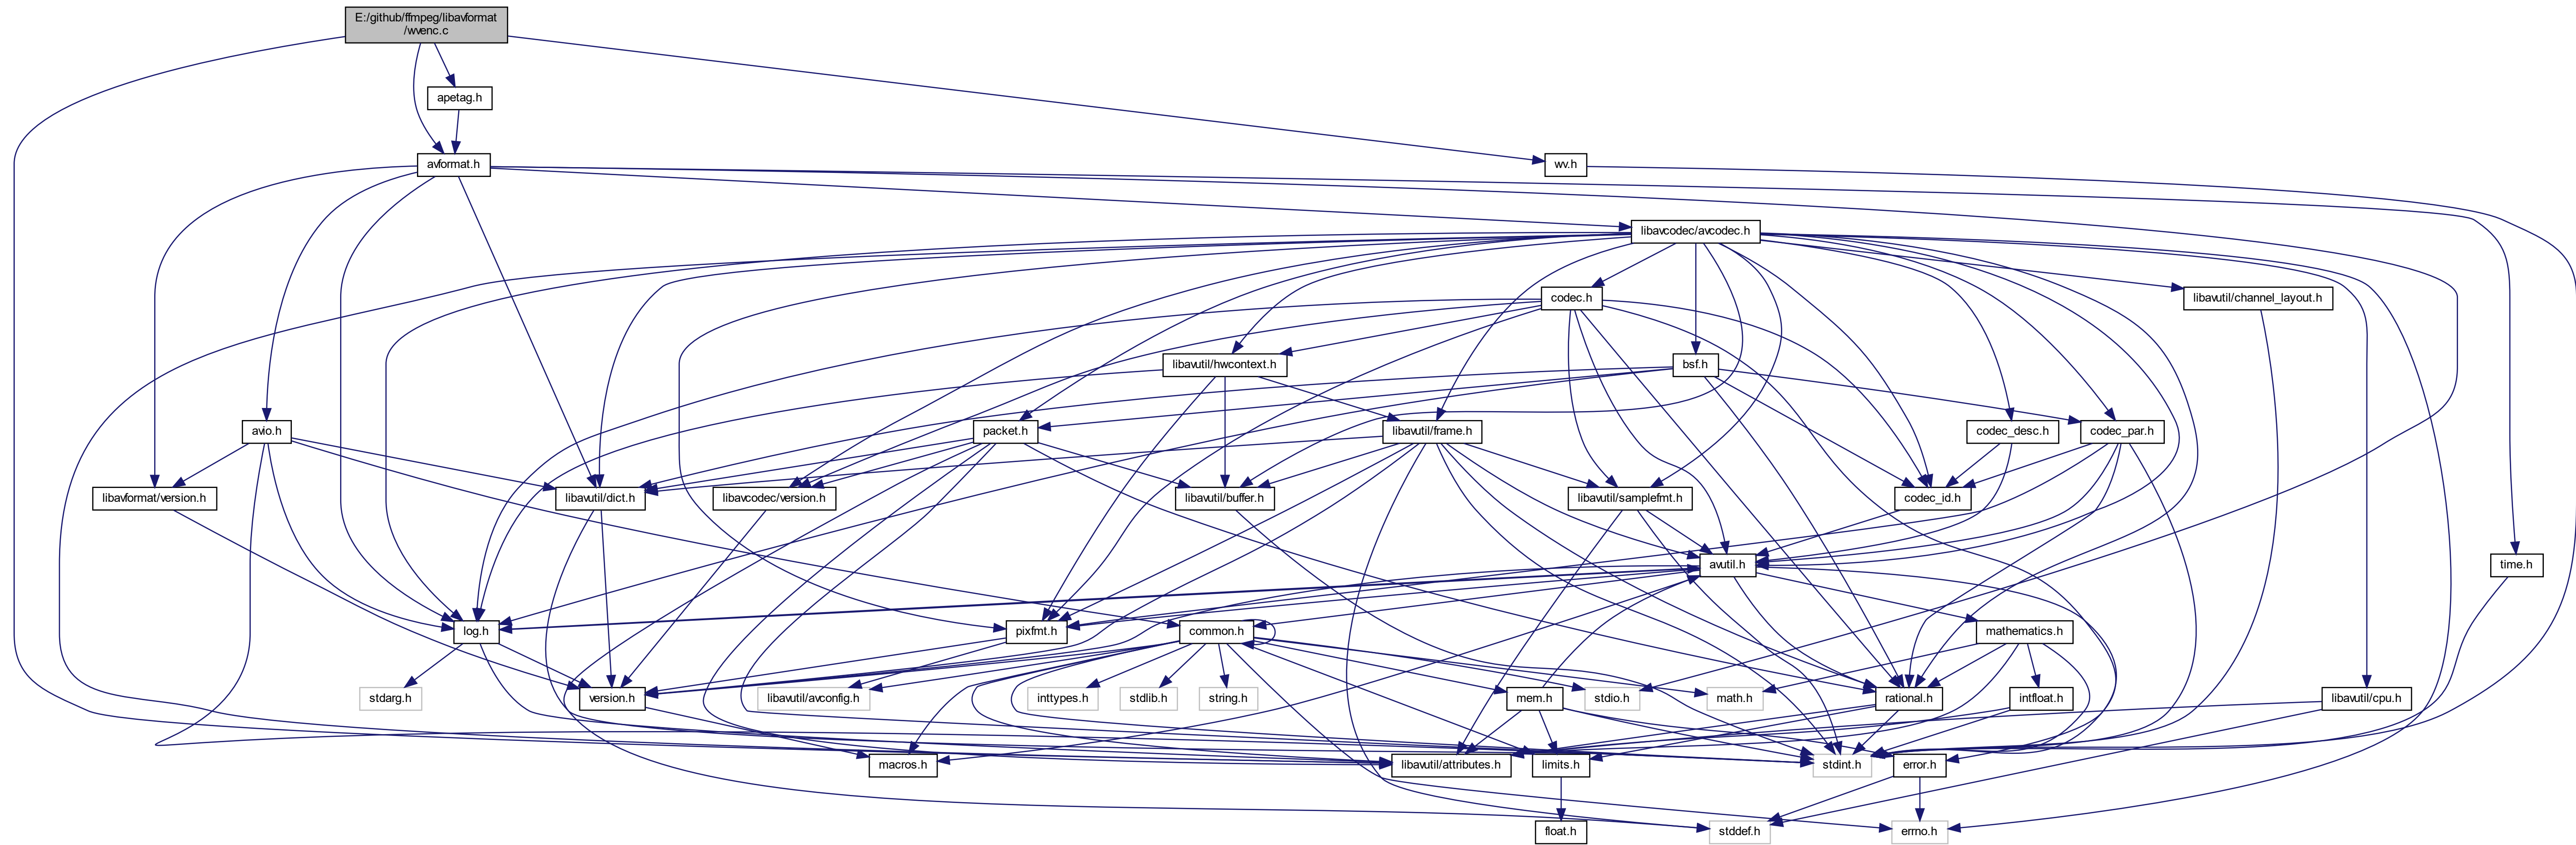 E:/github/ffmpeg/libavformat
/wvenc.c
apetag.h
avformat.h
wv.h
libavcodec/avcodec.h
codec.h
libavutil/channel_layout.h
libavutil/hwcontext.h
bsf.h
avio.h
packet.h
libavutil/frame.h
codec_desc.h
codec_par.h
libavformat/version.h
libavutil/dict.h
libavcodec/version.h
libavutil/buffer.h
libavutil/samplefmt.h
codec_id.h
avutil.h
time.h
log.h
pixfmt.h
common.h
mathematics.h
stdarg.h
version.h
libavutil/avconfig.h
inttypes.h
stdlib.h
string.h
mem.h
stdio.h
math.h
rational.h
intfloat.h
libavutil/cpu.h
macros.h
libavutil/attributes.h
limits.h
stdint.h
error.h
float.h
stddef.h
errno.h